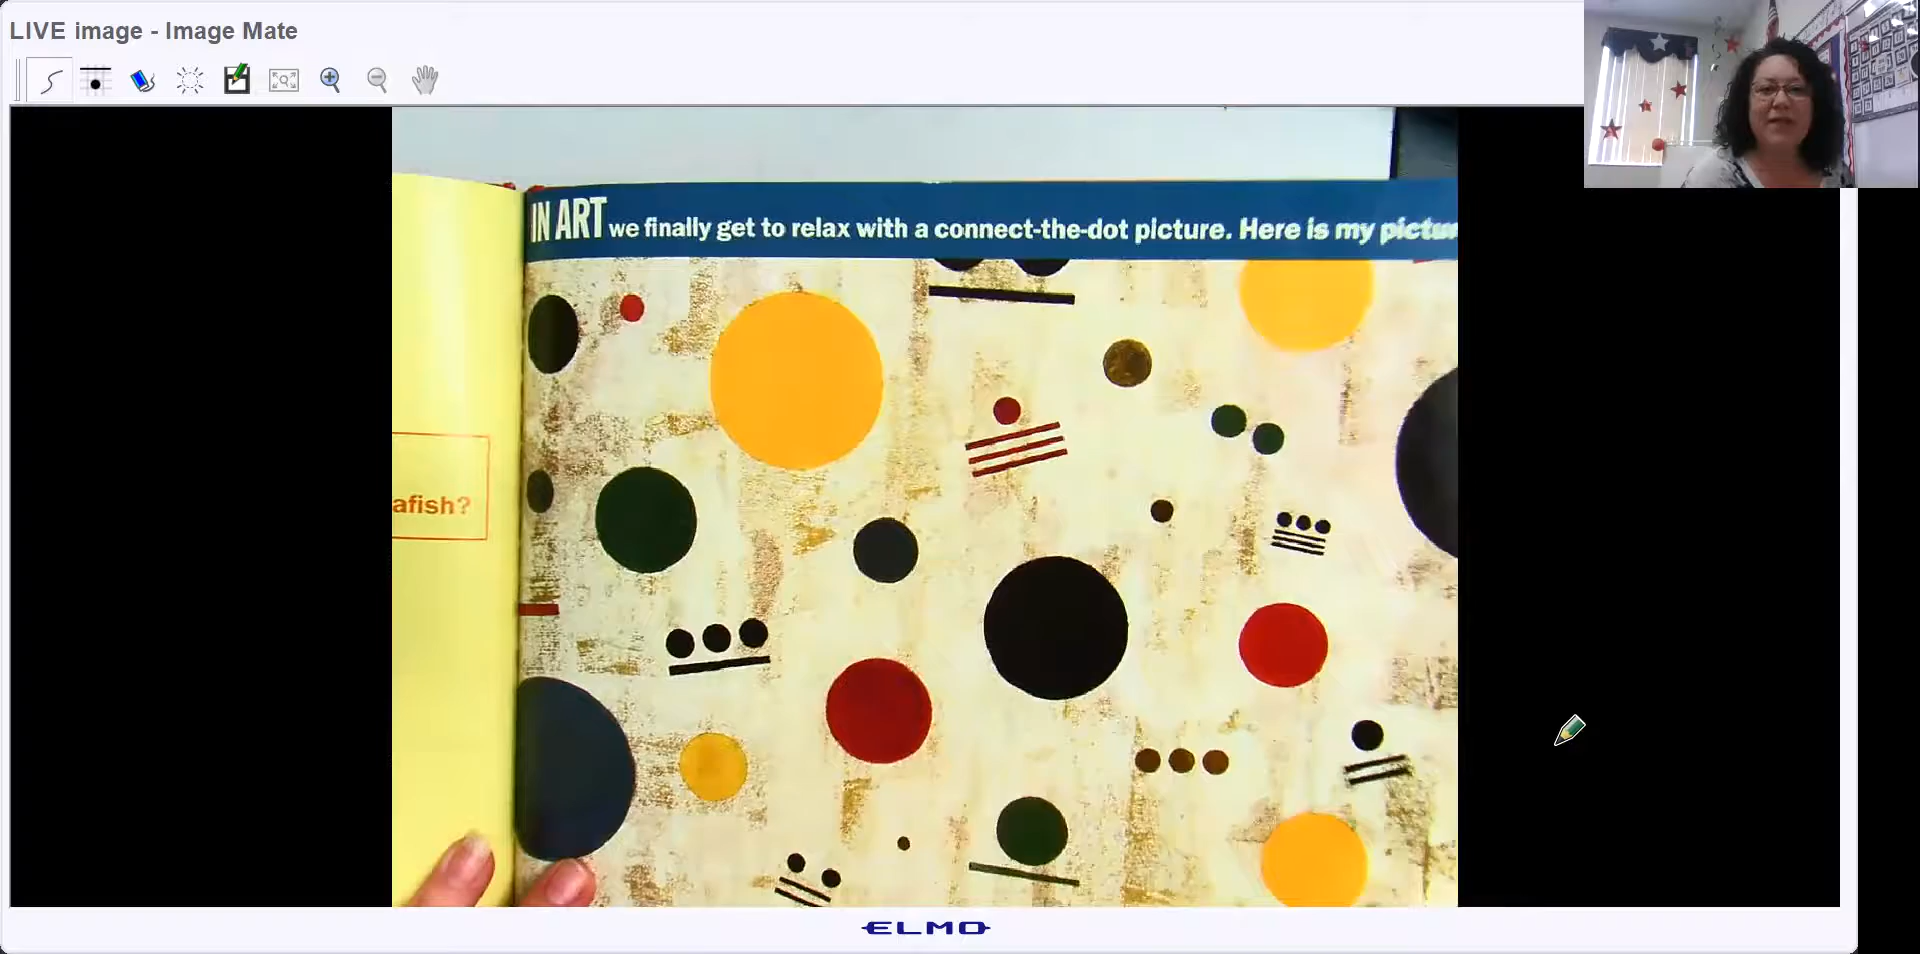 LIVE image - Image Mate
IN ART we finally get to relax with a connect-the-dot picture. Here is my
afish?
ELMO